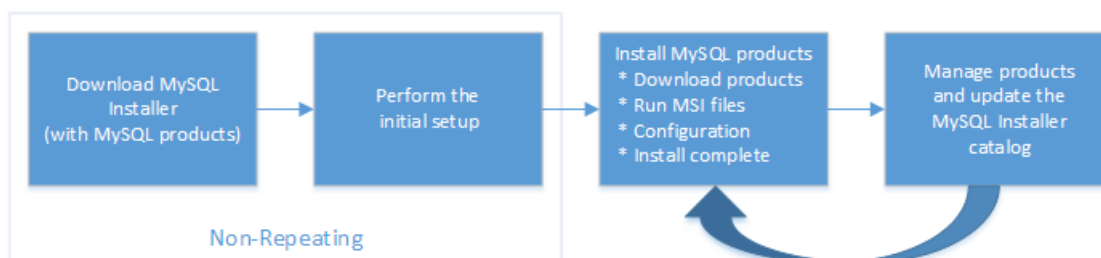 Download MySQL
Installer
(with MySQL products)
Perform the
initial setup
Install MySQL products
* Download products
* Run MSI files
* Configuration
* Install complete
Manage products
and update the
MySQL Installer
catalog
Non-Repeating